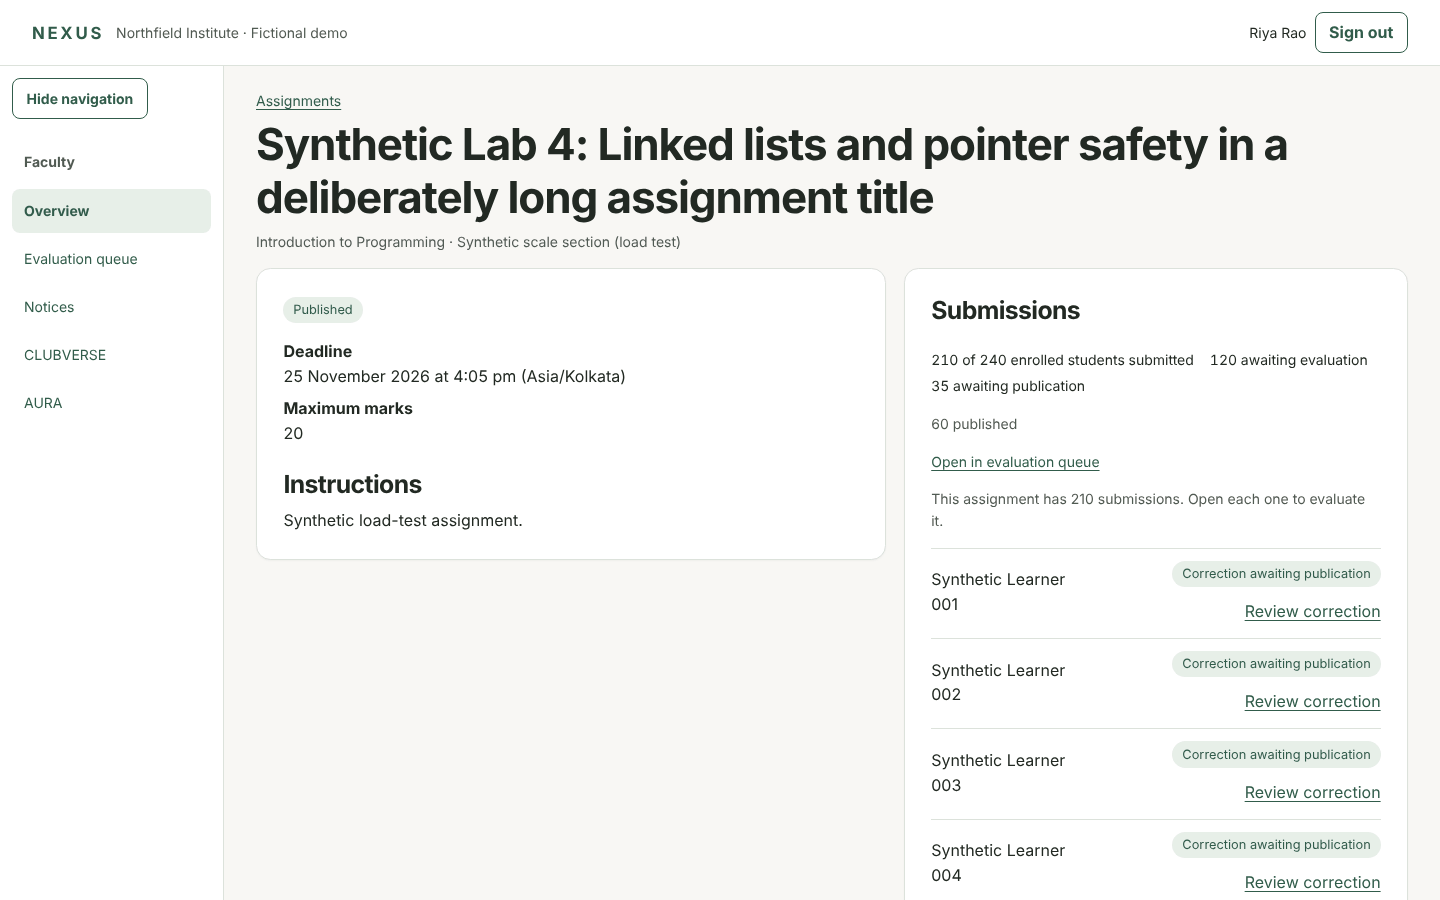 NEXUS Northfield Institute · Fictional demo
Riya Rao Sign out
Hide navigation
Faculty
Overview
Evaluation queue
Notices
CLUBVERSE
AURA
Assignments
Synthetic Lab 4: Linked lists and pointer safety in a
deliberately long assignment title
Introduction to Programming · Synthetic scale section (load test)
Published
Deadline
25 November 2026 at 4:05 pm (Asia/Kolkata)
Maximum marks
20
Instructions
Synthetic load-test assignment.
Submissions
210 of 240 enrolled students submitted 120 awaiting evaluation
35 awaiting publication
60 published
Open in evaluation queue
This assignment has 210 submissions. Open each one to evaluate
it.
Synthetic Learner
001
Correction awaiting publication
Review correction
Synthetic Learner
002
Correction awaiting publication
Review correction
Synthetic Learner
003
Correction awaiting publication
Review correction
Synthetic Learner
004
Correction awaiting publication
Review correction